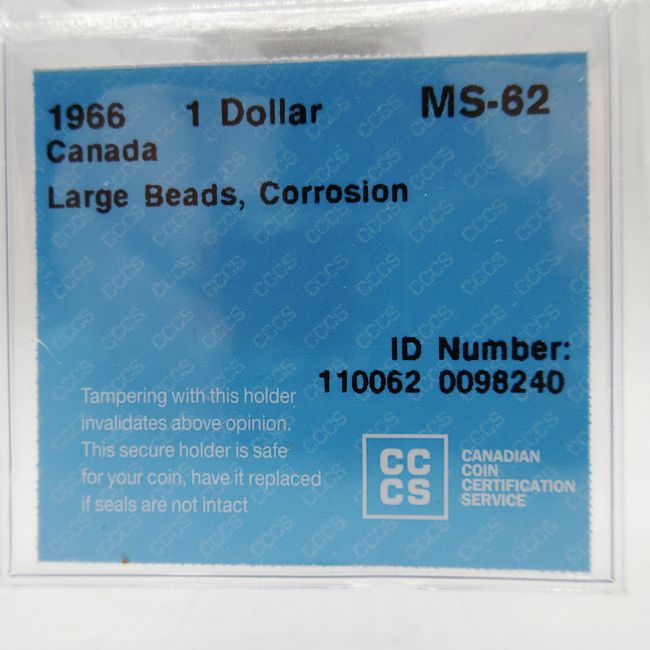 1966 1 Dollar MS-62
Canada
Large Beads, Corrosion
ID Number:
110062 0098240
Tampering with this holder
invalidates above opinion.
This secure holder is safe
for your coin, have it replaced
if seals are not intact
CC
CS
CANADIAN
COIN
CERTIFICATION
SERVICE